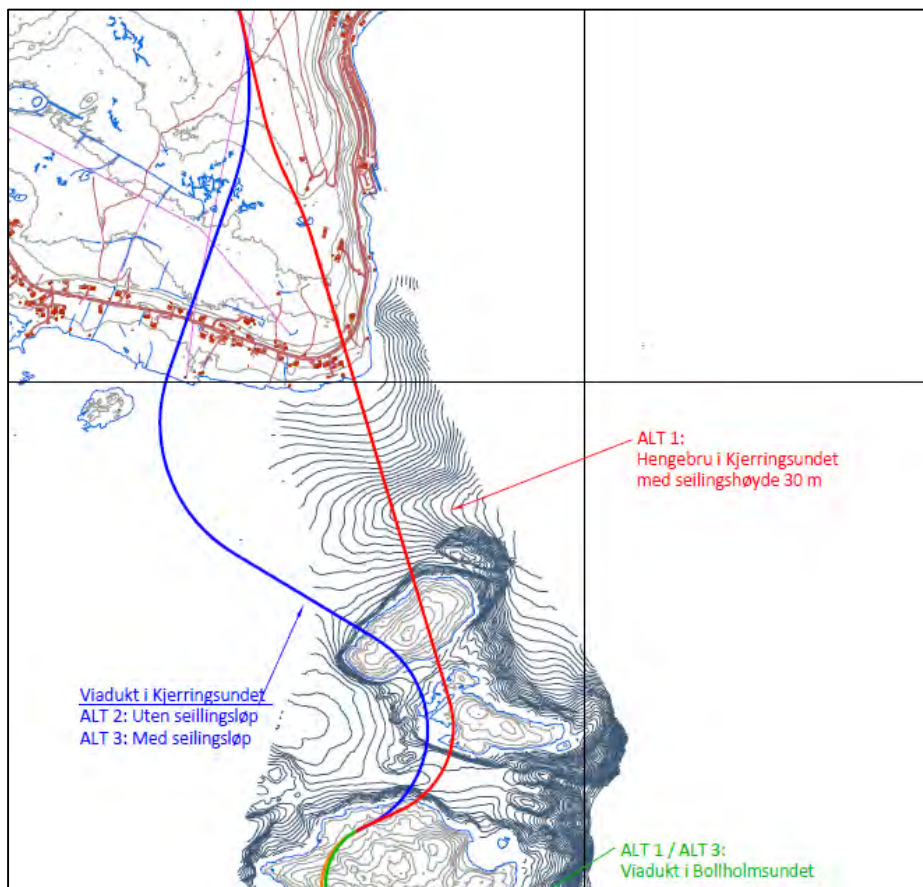 ALT 1:
Hengebru i Kjerringsundet
med seilingshøyde 30 m
Viadukt i Kjerringsundet
ALT 2: Uten seillingsløp
ALT 3: Med seilingsløp
ALT 1 / ALT 3:
Viadukt i Bollholmsundet